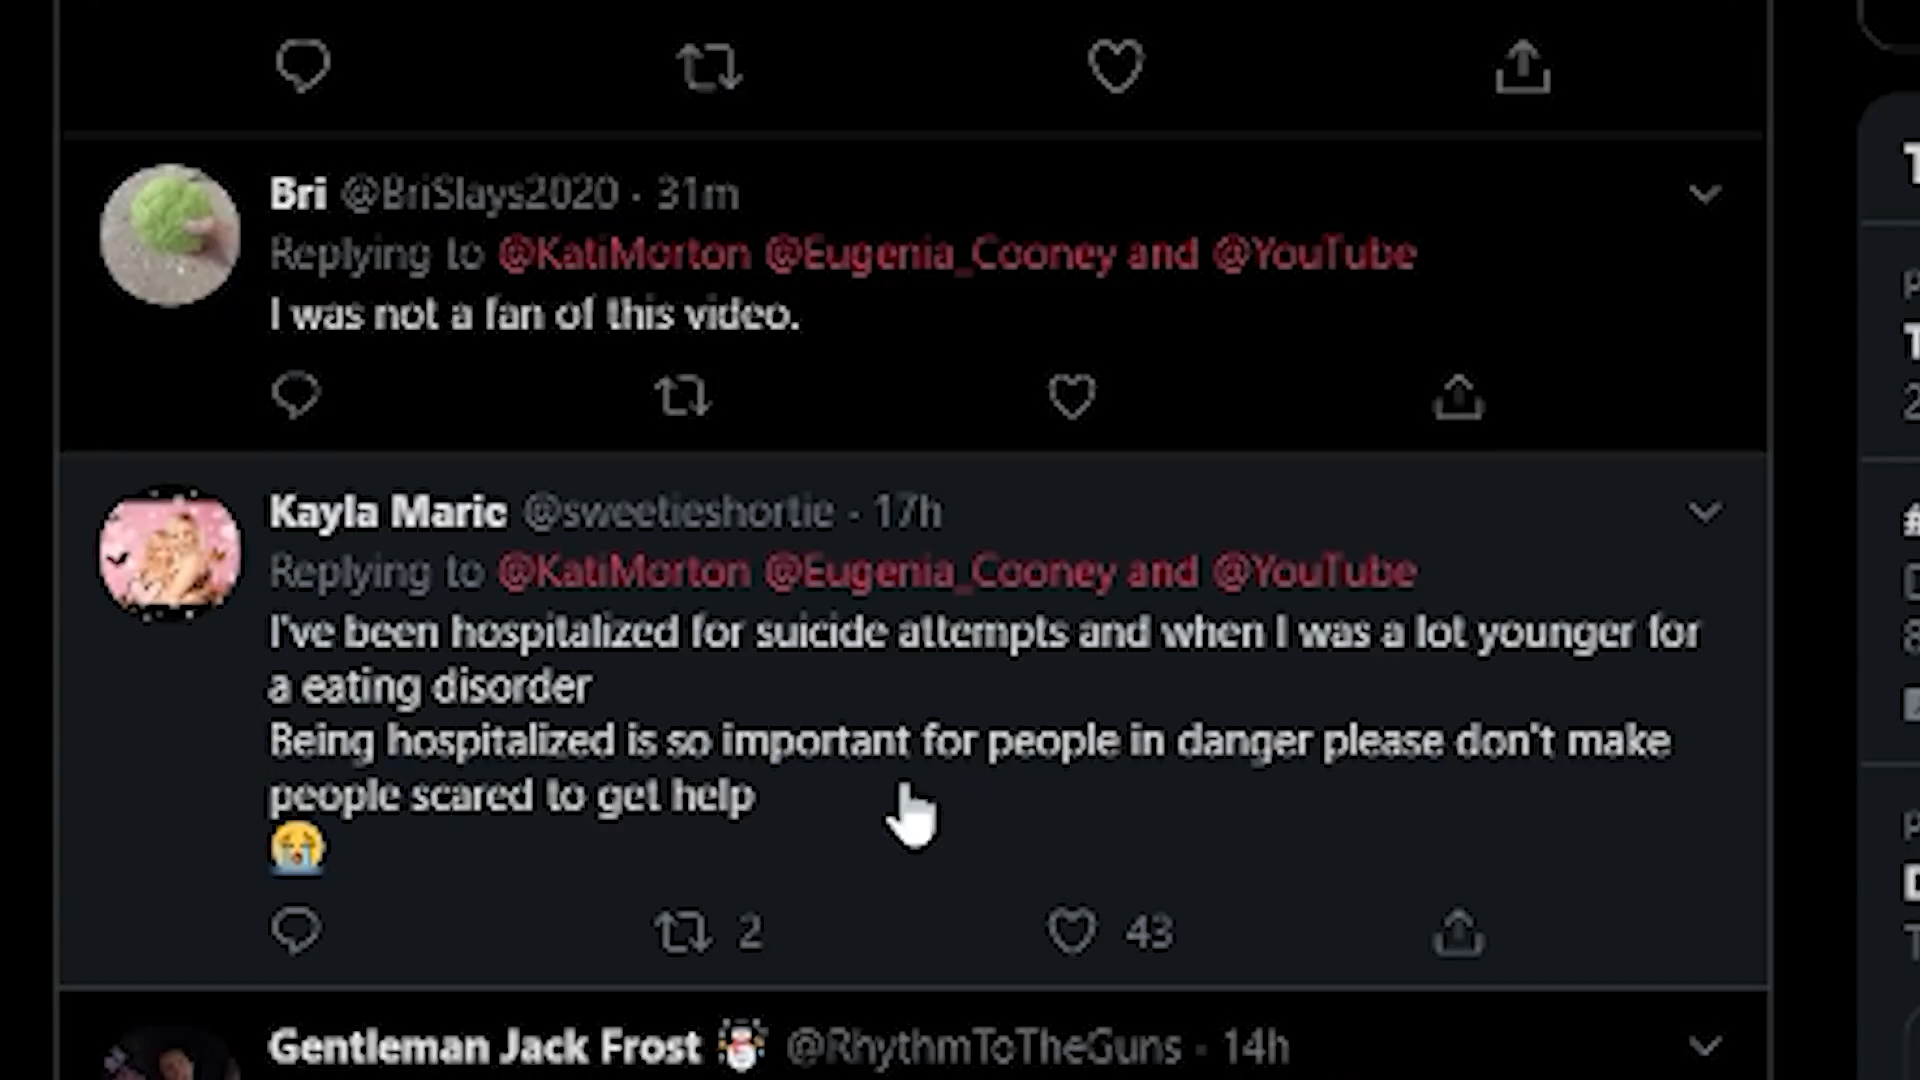 Bri @BriSlays2020 · 31m
Replying to @KatiMorton @Eugenia_Cooney and @YouTube
I was not a fan of this video.
Kayla Marie @sweetieshortie · 17h
Replying to @KatiMorton @Eugenia_Cooney and @YouTube
I've been hospitalized for suicide attempts and when I was a lot younger for
a eating disorder
Being hospitalized is so important for people in danger please don't make
people scared to get help
😭
2 43
Gentleman Jack Frost ☃️ @RhythmToTheGuns · 14h